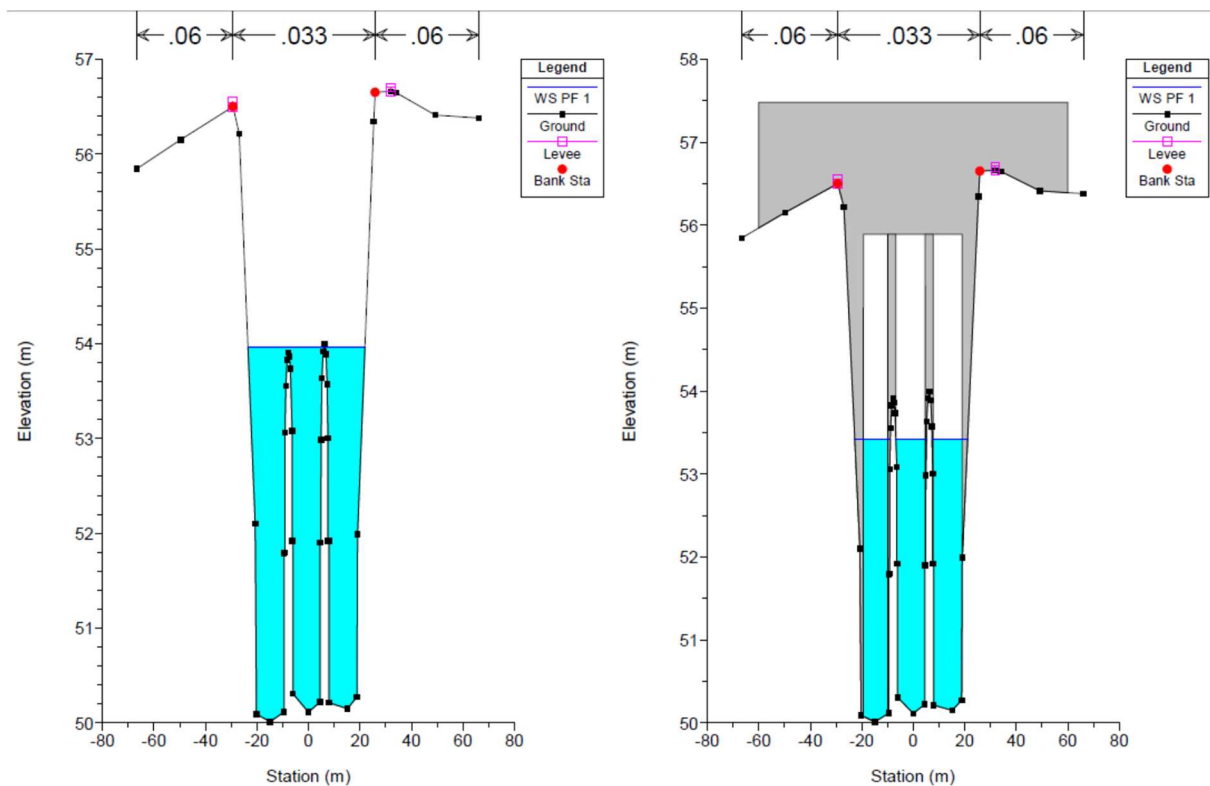 .06 .033 .06
57
56
55
54
53
52
51
50
Elevation (m)
-80 -60 -40 -20 0 20 40 60 80
Station (m)
Legend
WS PF 1
Ground
Levee
Bank Sta
.06 .033 .06
58
57
56
55
54
53
52
51
50
Elevation (m)
-80 -60 -40 -20 0 20 40 60 80
Station (m)
Legend
WS PF 1
Ground
Levee
Bank Sta